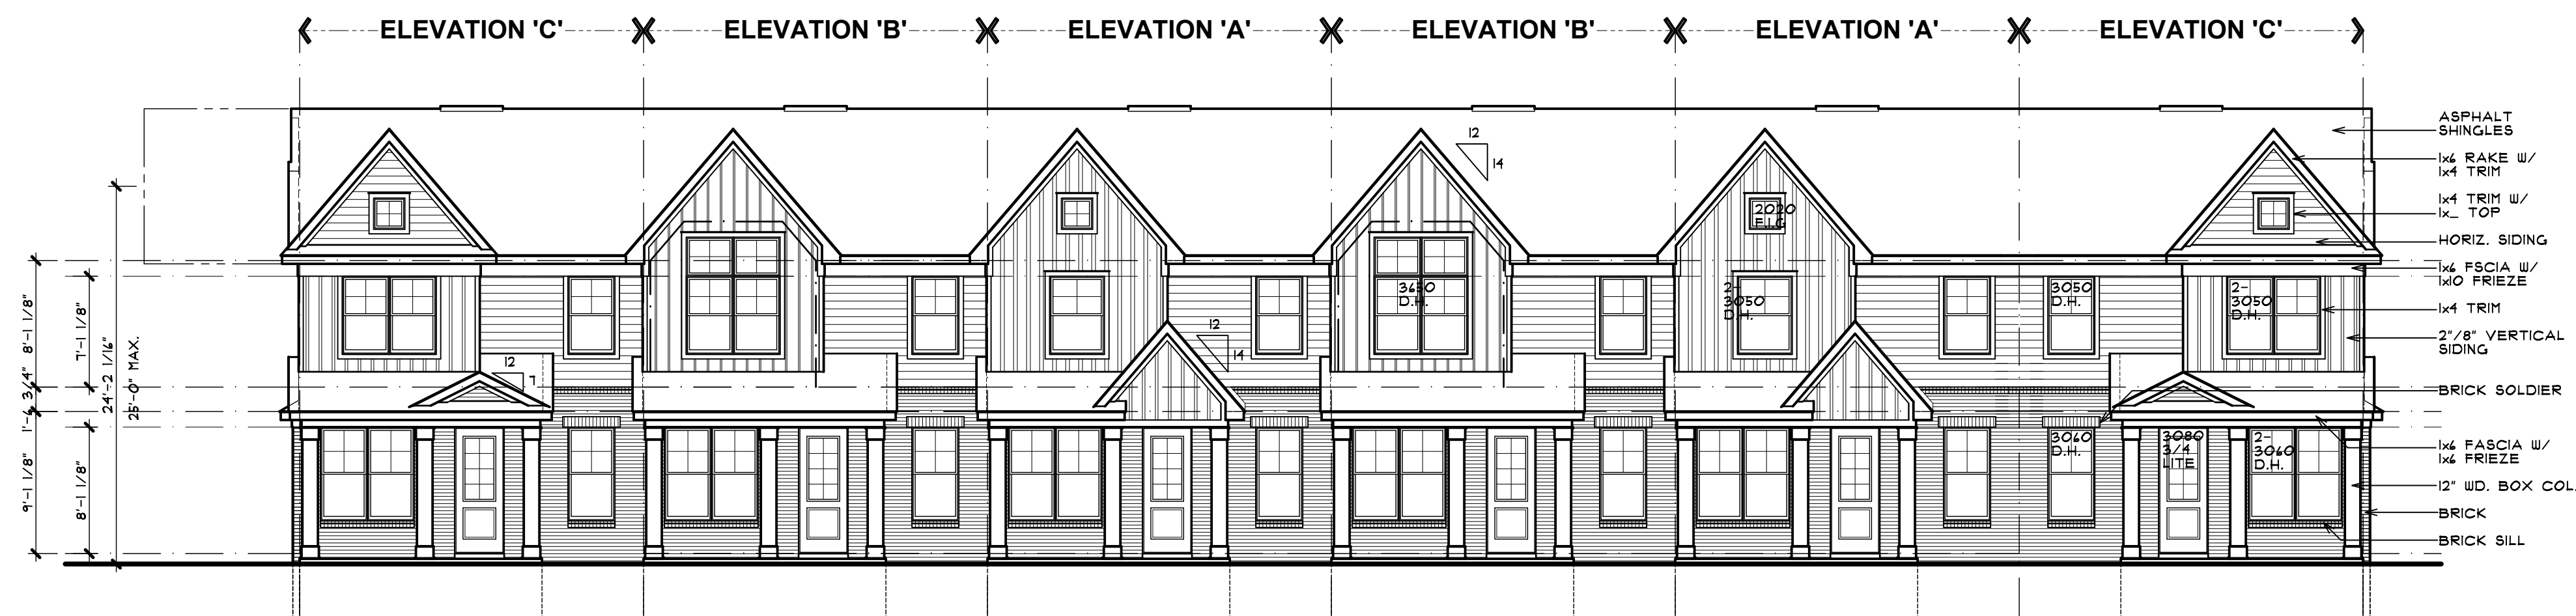 ELEVATION 'C'
ELEVATION 'B'
ELEVATION 'A'
ELEVATION 'B'
ELEVATION 'A'
ELEVATION 'C'
12
14
ASPHALT
SHINGLES
1x6 RAKE W/
1x4 TRIM
1x4 TRIM W/
1x_ TOP
HORIZ. SIDING
1x6 FSCIA W/
1x10 FRIEZE
1x4 TRIM
2"/8" VERTICAL
SIDING
BRICK SOLDIER
1x6 FASCIA W/
1x6 FRIEZE
12" WD. BOX COL.
BRICK
BRICK SILL
2020
F.I.G
3650
D.H.
2-
3050
D.H.
3050
D.H.
2-
3050
D.H.
12
14
12
7
3060
D.H.
3080
3/4
LITE
2-
3060
D.H.
8'-1 1/8"
1'-6 3/4"
9'-1 1/8"
7'-1 1/8"
8'-1 1/8"
24'-2 1/16"
25'-0" MAX.